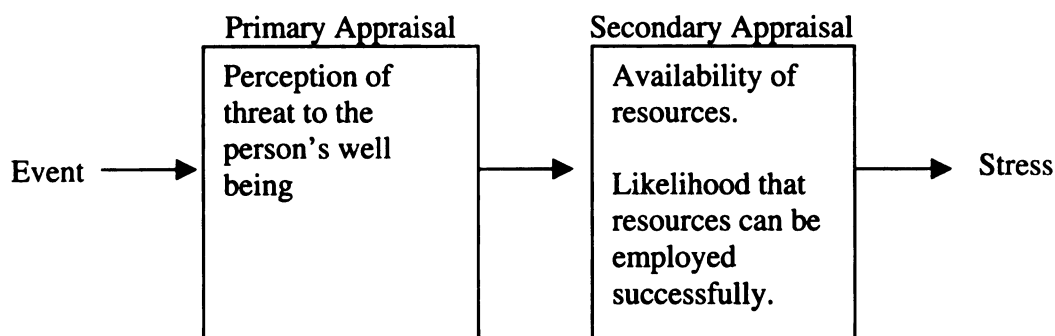 Primary Appraisal
Perception of
threat to the
person's well
being
Secondary Appraisal
Availability of
resources.
Likelihood that
resources can be
employed
successfully.
Event
Stress